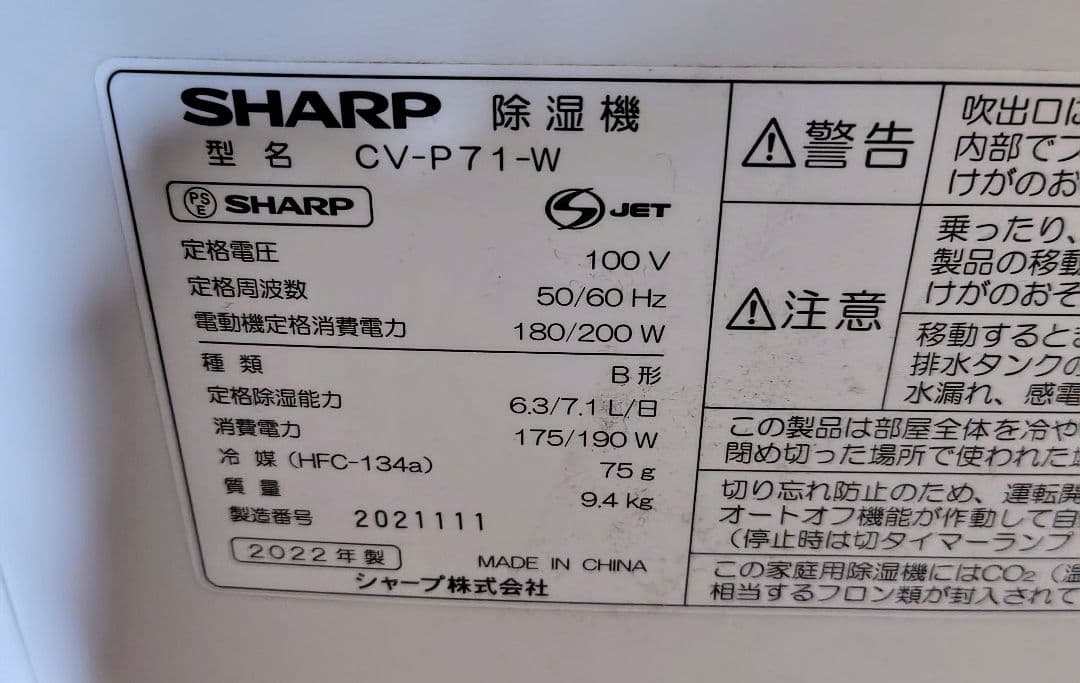 SHARP 除湿機
型名 CV-P71-W
PSE SHARP
S JET
定格電圧 100 V
定格周波数 50/60 Hz
電動機定格消費電力 180/200 W
種類 B形
定格除湿能力 6.3/7.1 L/日
消費電力 175/190 W
冷媒(HFC-134a) 75 g
質量 9.4 kg
製造番号 2021111
2022年製 MADE IN CHINA
シャープ株式会社
⚠警告
吹出口に
内部でフ
けがのお
⚠注意
乗ったり、
製品の移動
けがのおそ
移動するとき
排水タンクの
水漏れ、感電
この製品は部屋全体を冷や
閉め切った場所で使われた
切り忘れ防止のため、運転開
オートオフ機能が作動して自
(停止時は切タイマーランプ
この家庭用除湿機にはCO2(温
相当するフロン類が封入されて